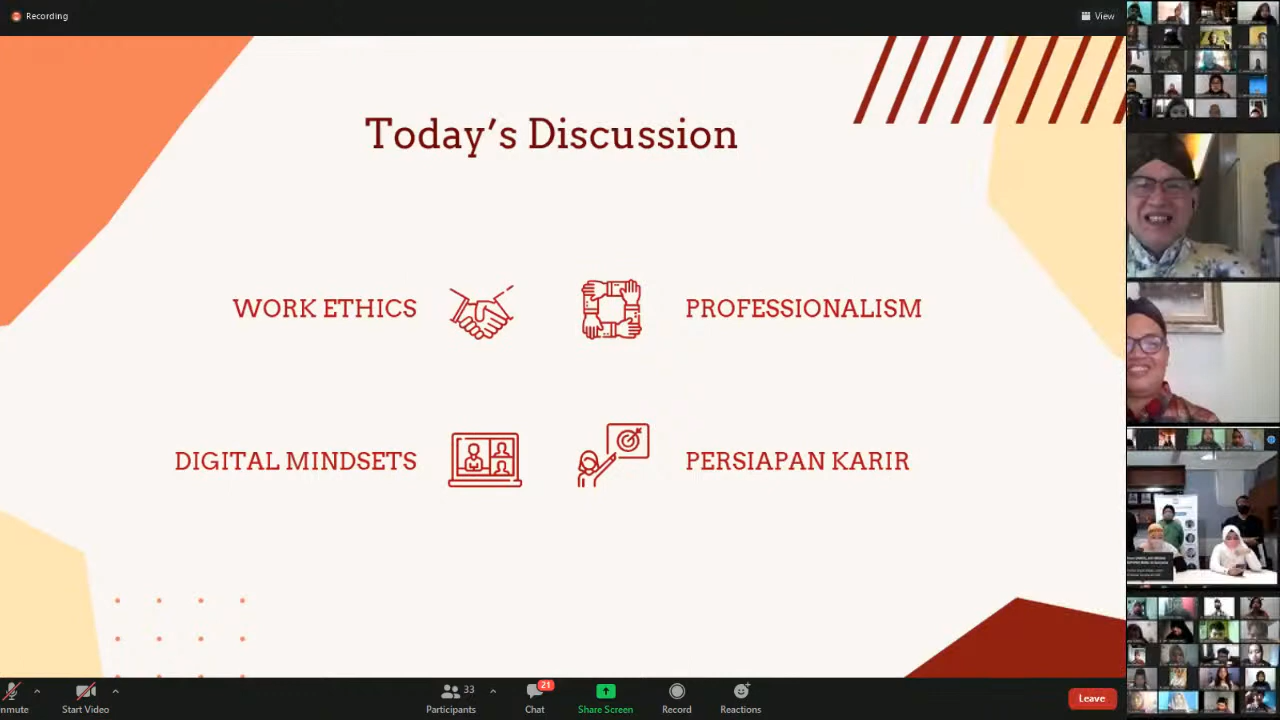 Recording
View
Today's Discussion
WORK ETHICS
PROFESSIONALISM
DIGITAL MINDSETS
PERSIAPAN KARIR
nmute
Start Video
33
Participants
21
Chat
Share Screen
Record
Reactions
Leave